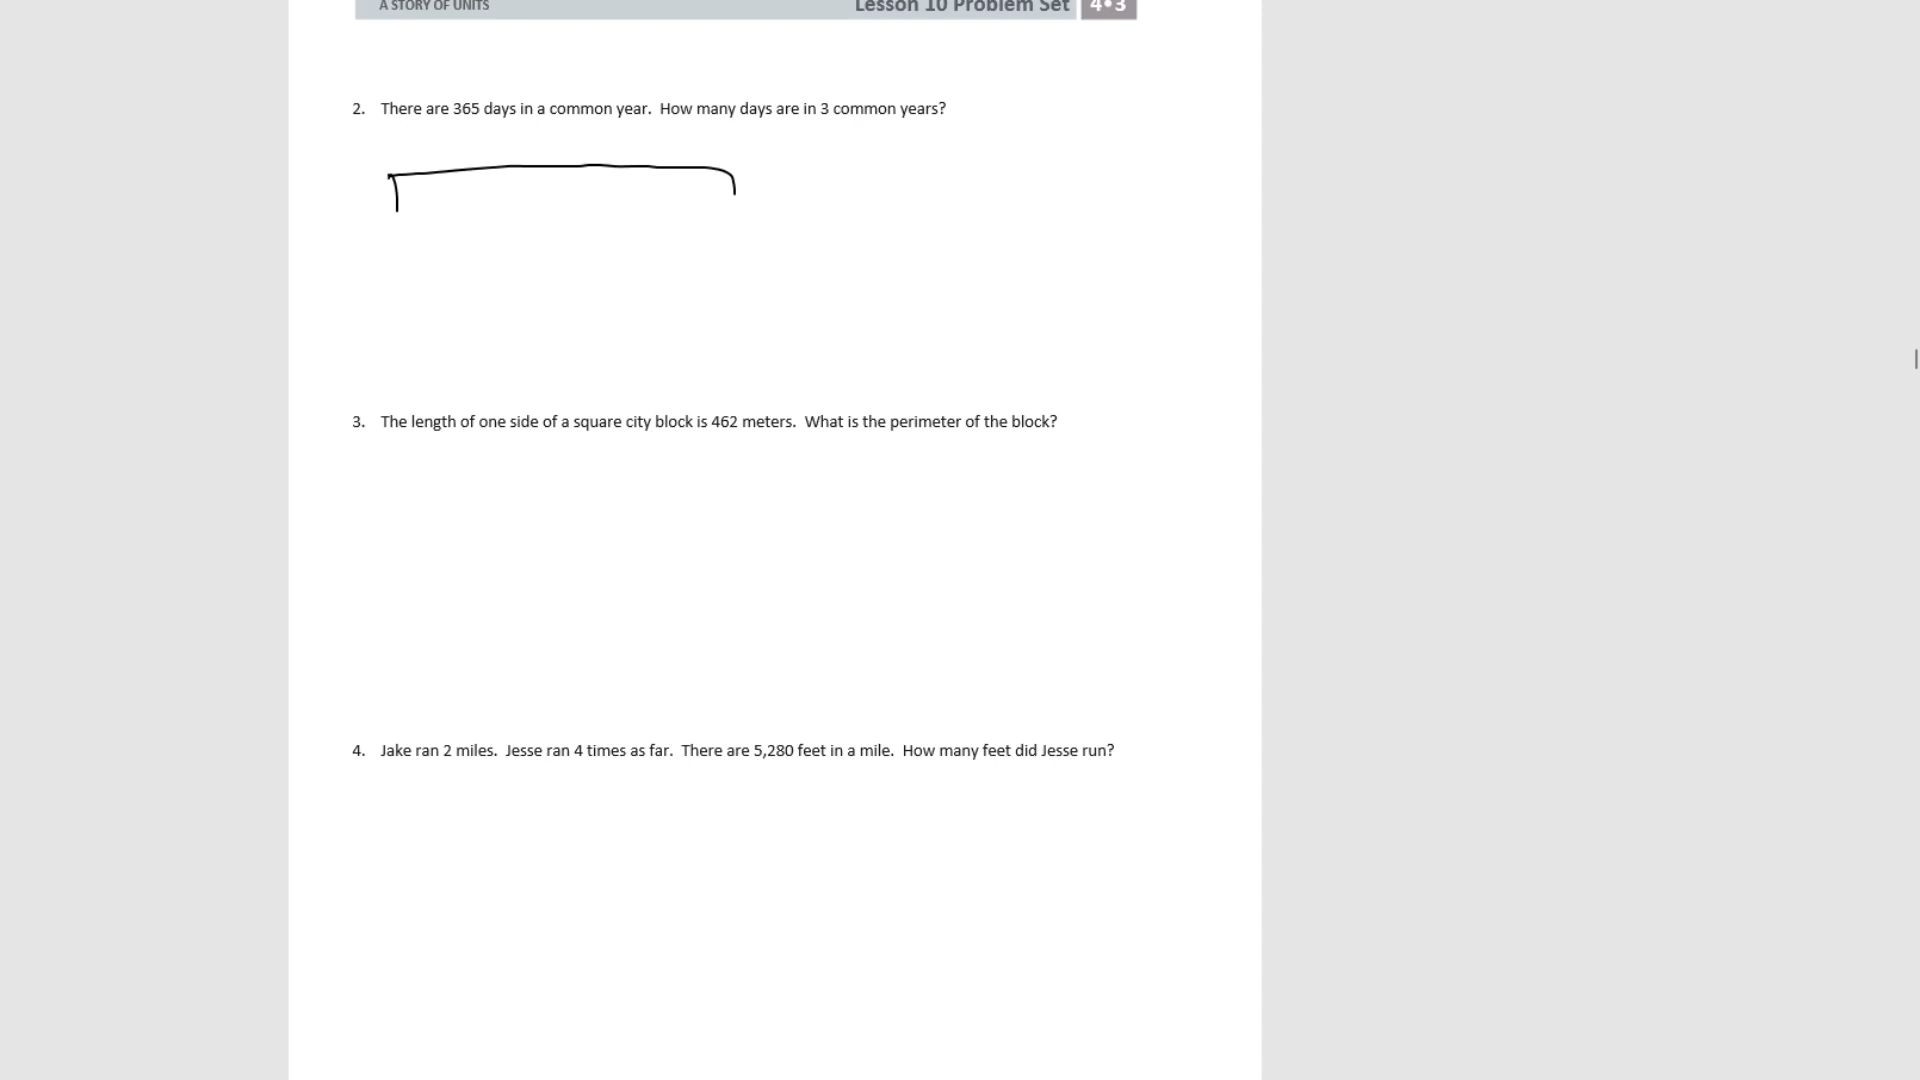 A STORY OF UNITS
Lesson 10 Problem Set 4•3
2. There are 365 days in a common year. How many days are in 3 common years?
3. The length of one side of a square city block is 462 meters. What is the perimeter of the block?
4. Jake ran 2 miles. Jesse ran 4 times as far. There are 5,280 feet in a mile. How many feet did Jesse run?